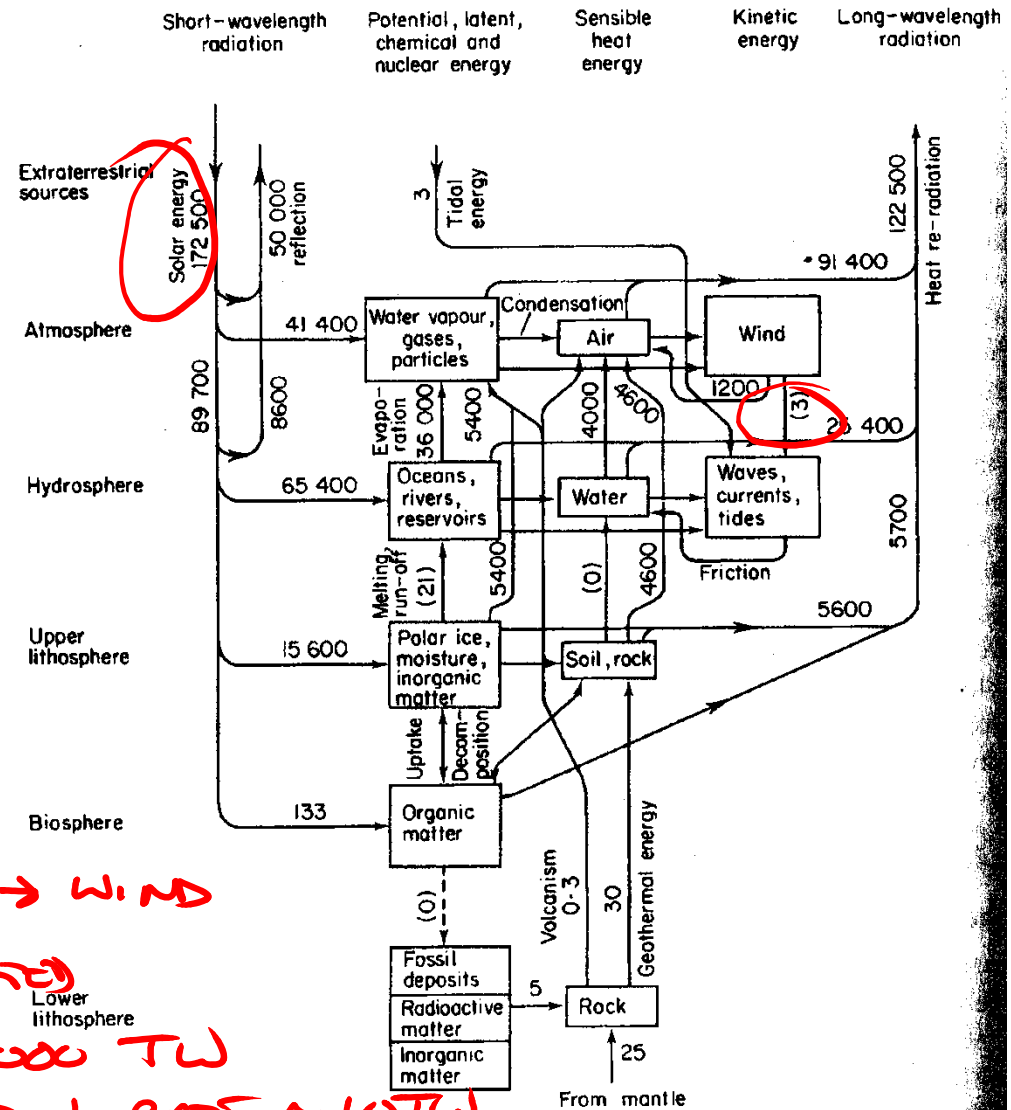 Short-wavelength radiation
Potential, latent, chemical and nuclear energy
Sensible heat energy
Kinetic energy
Long-wavelength radiation
Extraterrestrial sources
Solar energy
172 500
50 000
reflection
3
Tidal energy
122 500
Heat re-radiation
91 400
Atmosphere
41 400
Water vapour, gases, particles
Condensation
Air
Wind
1200
(3)
89 700
8600
Evapo-
ration
36 000
5400
4000
4600
25 400
Hydrosphere
65 400
Oceans, rivers, reservoirs
Water
Waves, currents, tides
Friction
5700
Melting, run-off
(21)
5400
(0)
4600
5600
Upper lithosphere
15 600
Polar ice, moisture, inorganic matter
Soil, rock
Uptake
Decom-
position
Biosphere
133
Organic matter
→ WIND
(0)
Volcanism
0·3
30
Geothermal energy
Lower lithosphere
Fossil deposits
Radioactive matter
Inorganic matter
5
Rock
25
From mantle
TW